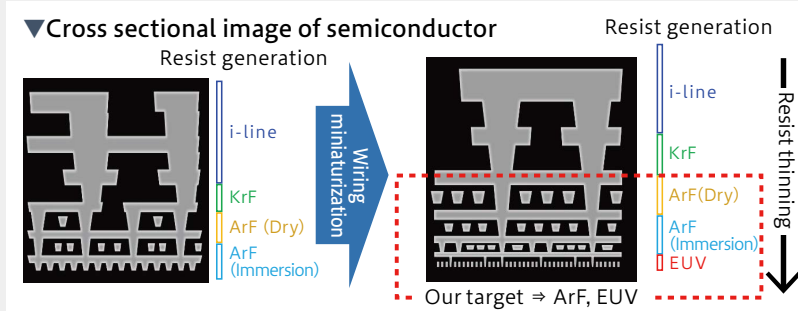 ▼Cross sectional image of semiconductor
Resist generation
i-line
KrF
ArF (Dry)
ArF
(Immersion)
Wiring
miniaturization
Resist generation
i-line
KrF
ArF(Dry)
ArF
(Immersion)
EUV
Resist thinning
Our target ⇒ ArF, EUV